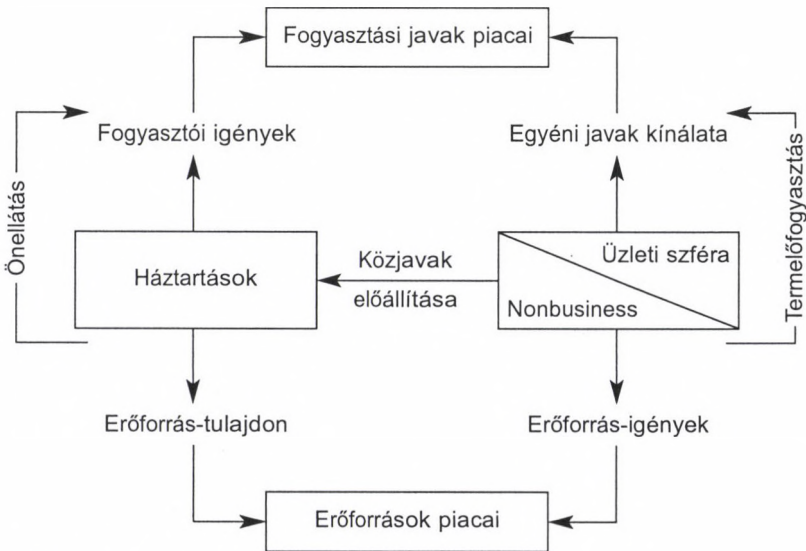 Fogyasztási javak piacai
Fogyasztói igények
Egyéni javak kínálata
Önellátás
Termelőfogyasztás
Háztartások
Közjavak
előállítása
Üzleti szféra
Nonbusiness
Erőforrás-tulajdon
Erőforrás-igények
Erőforrások piacai